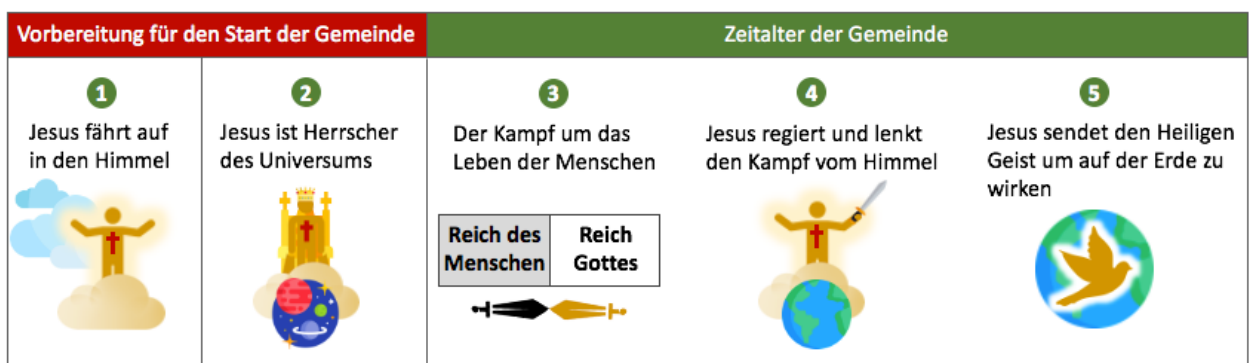 Vorbereitung für den Start der Gemeinde
Zeitalter der Gemeinde
1
Jesus fährt auf
in den Himmel
2
Jesus ist Herrscher
des Universums
3
Der Kampf um das
Leben der Menschen
Reich des
Menschen
Reich
Gottes
4
Jesus regiert und lenkt
den Kampf vom Himmel
5
Jesus sendet den Heiligen
Geist um auf der Erde zu
wirken